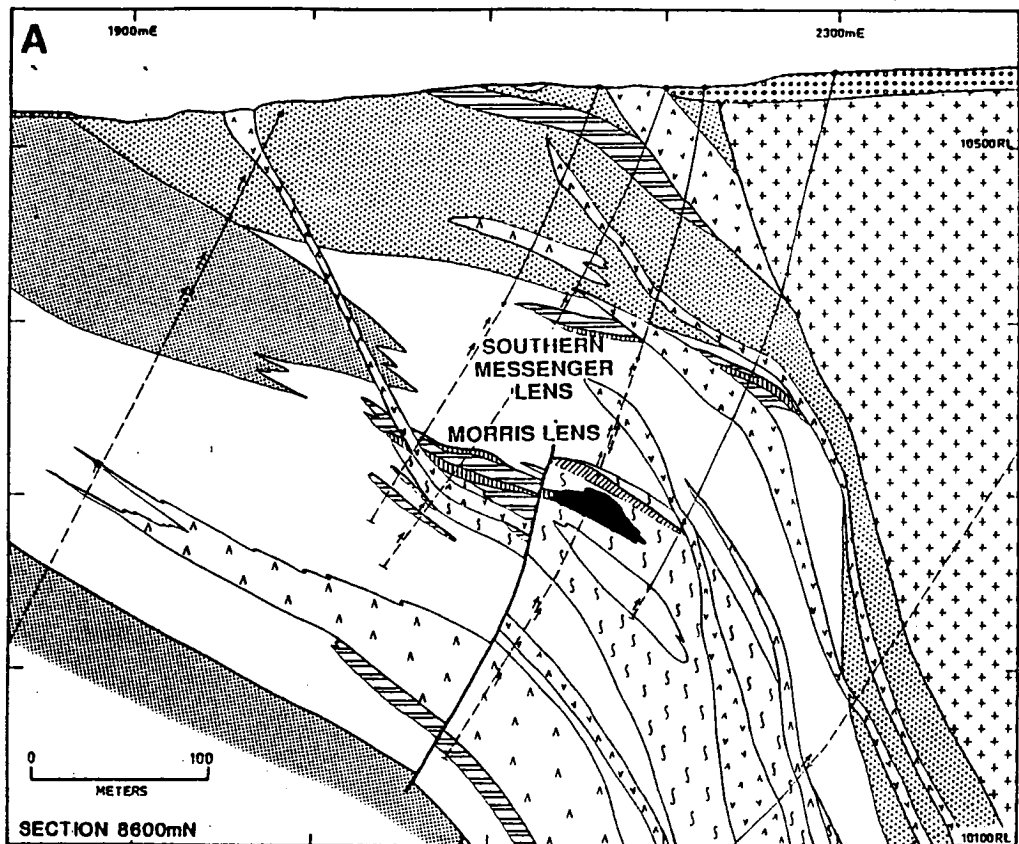 A
1900mE
2300mE
10500RL
SOUTHERN
MESSENGER
LENS
MORRIS LENS
0
100
METERS
SECTION 8600mN
10100RL